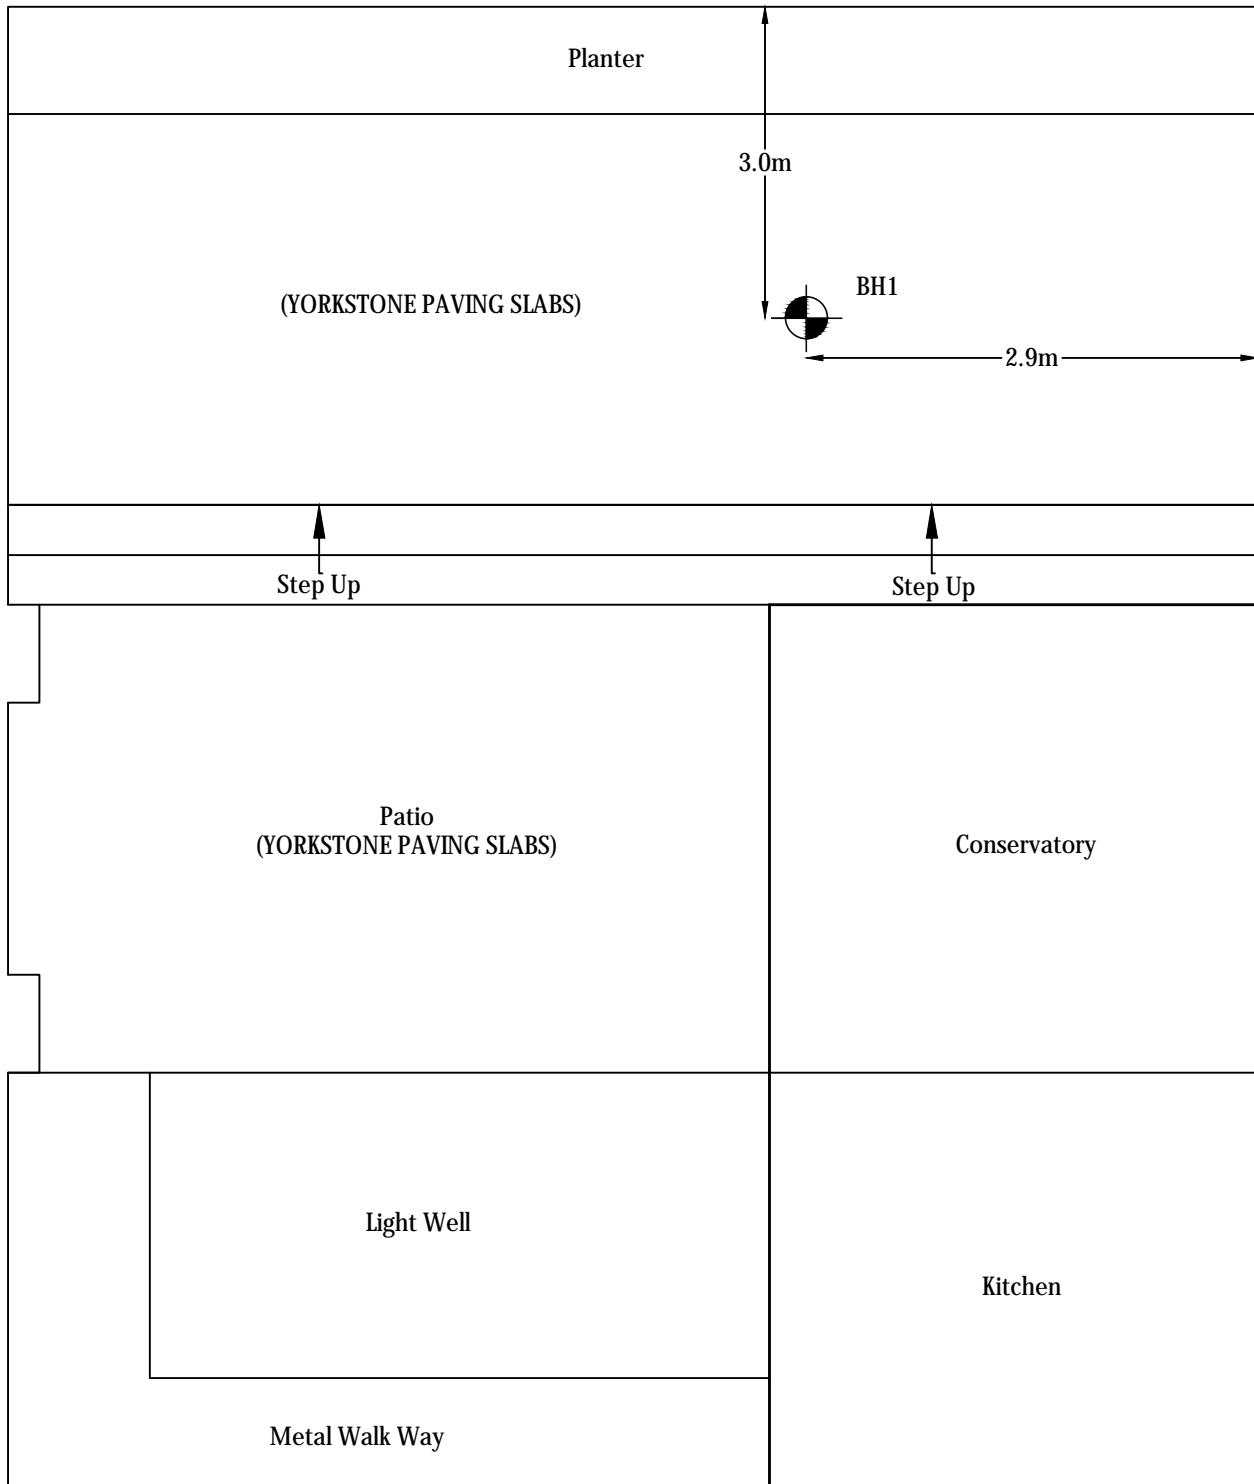 Planter
3.0m
BH1
(YORKSTONE PAVING SLABS)
2.9m
Step Up
Step Up
Patio
(YORKSTONE PAVING SLABS)
Conservatory
Light Well
Kitchen
Metal Walk Way